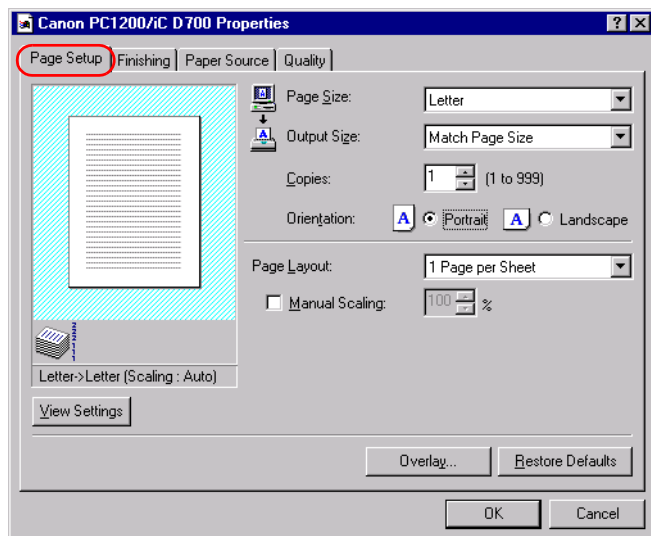 Canon PC1200/iC D700 Properties
Page Setup Finishing Paper Source Quality
Page Size: Letter
Output Size: Match Page Size
Copies: 1 (1 to 999)
Orientation: A Portrait A Landscape
Page Layout: 1 Page per Sheet
Manual Scaling: 100 %
Letter->Letter (Scaling : Auto)
View Settings
Overlay... Restore Defaults
OK Cancel